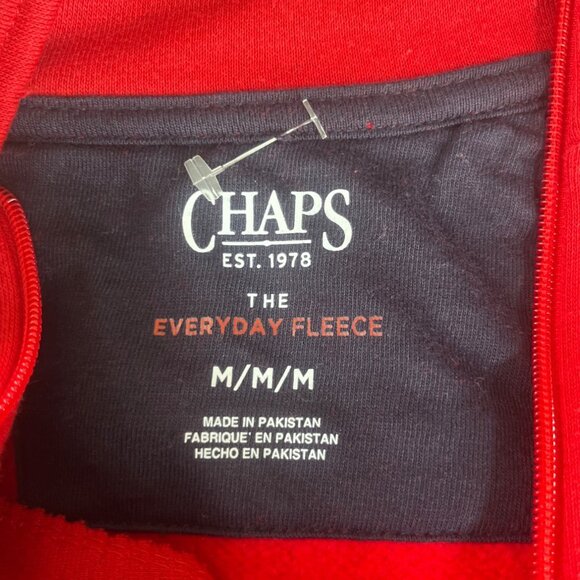 CHAPS
EST. 1978
THE
EVERYDAY FLEECE
M/M/M
MADE IN PAKISTAN
FABRIQUE' EN PAKISTAN
HECHO EN PAKISTAN